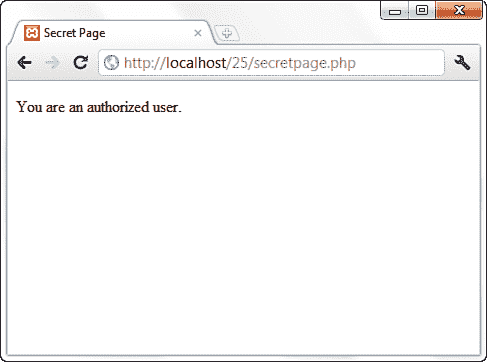 Secret Page
http://localhost/25/secretpage.php
You are an authorized user.